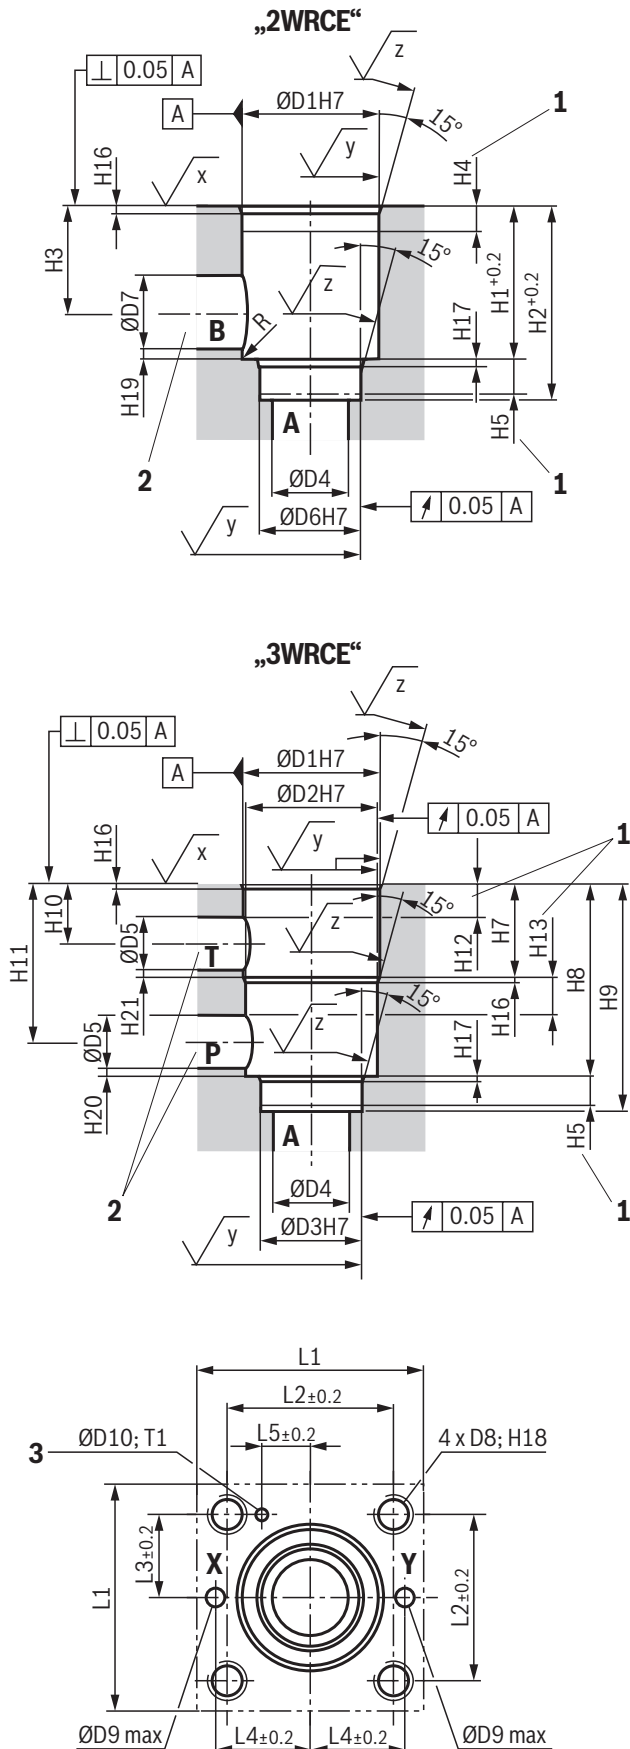 „2WRCE“
z
⊥ 0.05 A
A
ØD1H7
1
15°
H16
x
y
H4
H3
15°
z
H1+0.2
H2+0.2
ØD7
B
R
H17
H19
A
H5
2
ØD4
1
ØD6H7
0.05 A
y
„3WRCE“
z
⊥ 0.05 A
15°
A
ØD1H7
ØD2H7
0.05 A
H16
x
y
1
H10
H11
ØD5
T
z
15°
H12
H7
H13
H8
H9
H21
ØD5
P
z
15°
H17
H16
H20
A
H5
2
ØD4
1
ØD3H7
0.05 A
y
L1
L2±0.2
3
ØD10; T1
L5±0.2
4 x D8; H18
L3±0.2
X
Y
L1
L2±0.2
ØD9 max
L4±0.2
L4±0.2
ØD9 max